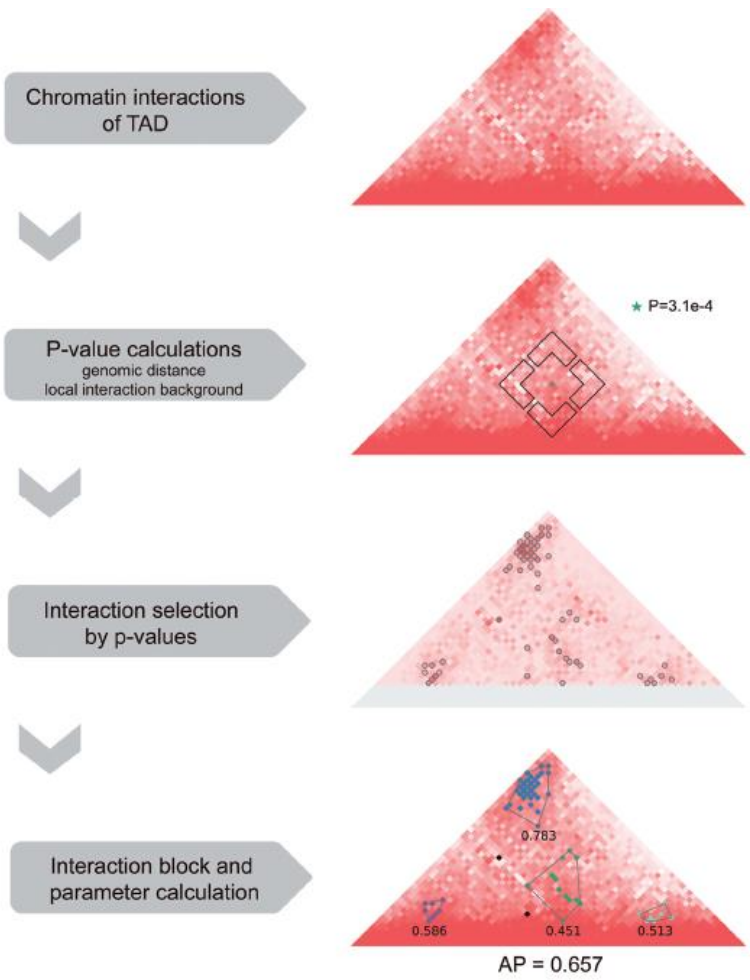 Chromatin interactions
of TAD
P-value calculations
genomic distance
local interaction background
★ P=3.1e-4
Interaction selection
by p-values
Interaction block and
parameter calculation
0.783
0.586
0.451
0.513
AP = 0.657